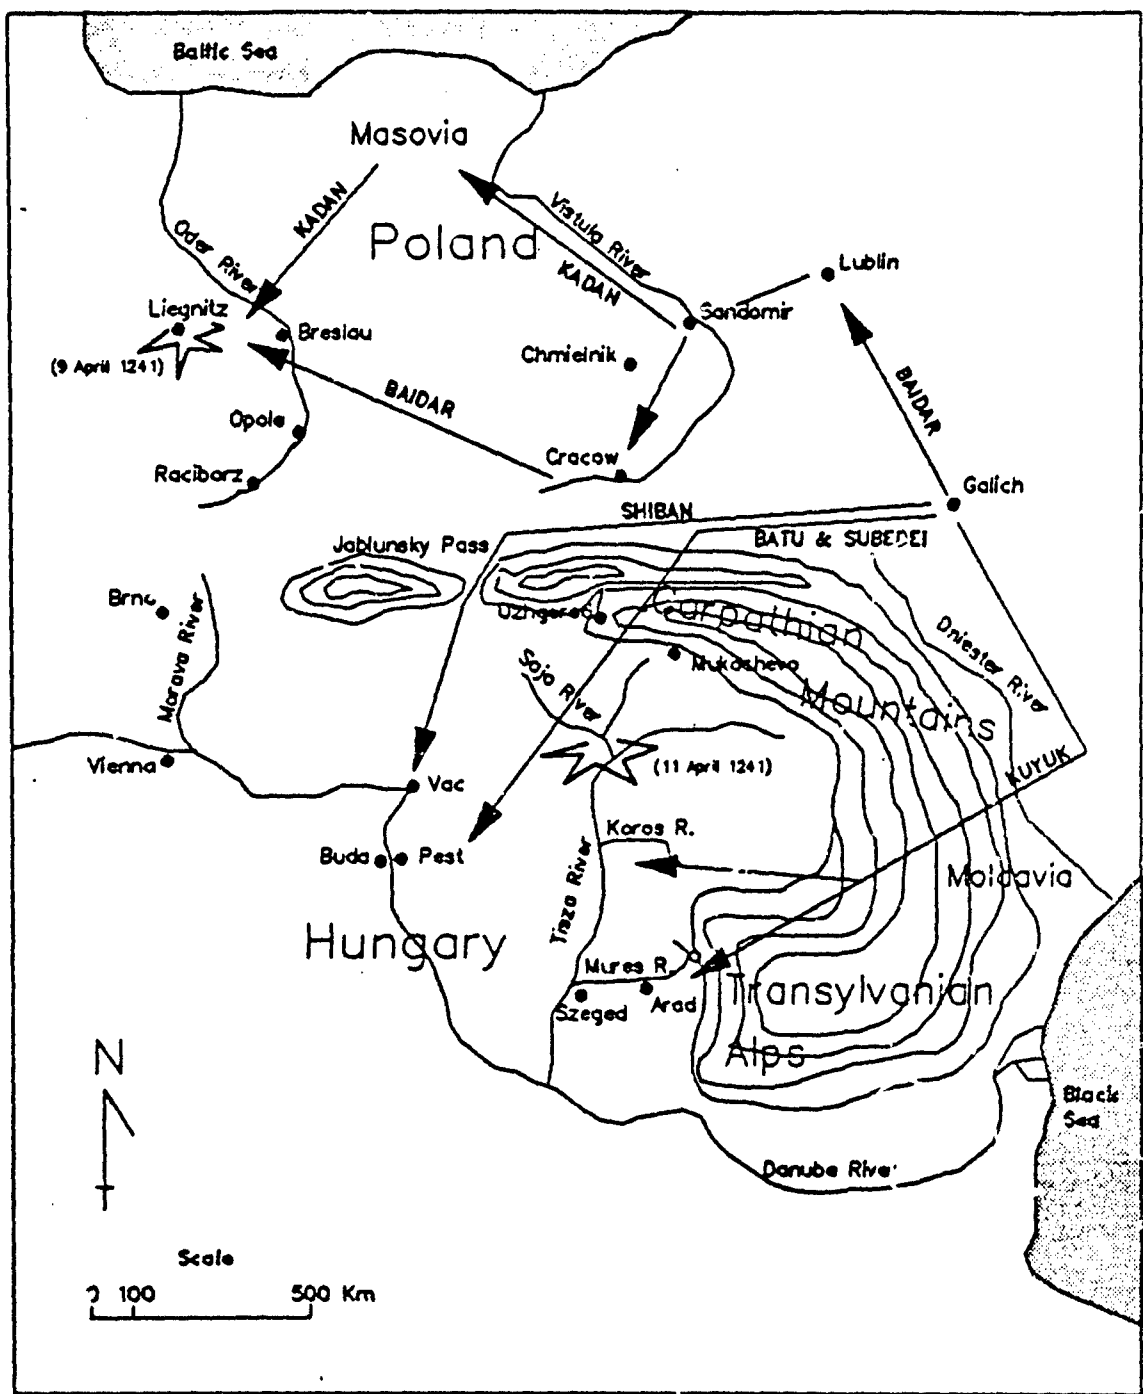 Baltic Sea
Masovia
KADAN
Vistula River
Poland
Oder River
KADAN
Lublin
Liegnitz
Sandomir
Breslau
(9 April 1241)
Chmielnik
BAIDAR
BAIDAR
Opole
Cracow
Raciborz
Galich
SHIBAN
BATU & SUBEDEI
Jablunsky Pass
Brno
Carpathian
Dniester River
Morava River
Mukachevo
Sajo River
Mountains
Vienna
(11 April 1241)
KUYUK
Vac
Koros R.
Buda
Pest
Moldavia
Tisza River
Hungary
Mures R.
Transylvanian
Szeged
Arad
Alps
N
Black
Sea
Danube River
Scale
0 100 500 Km